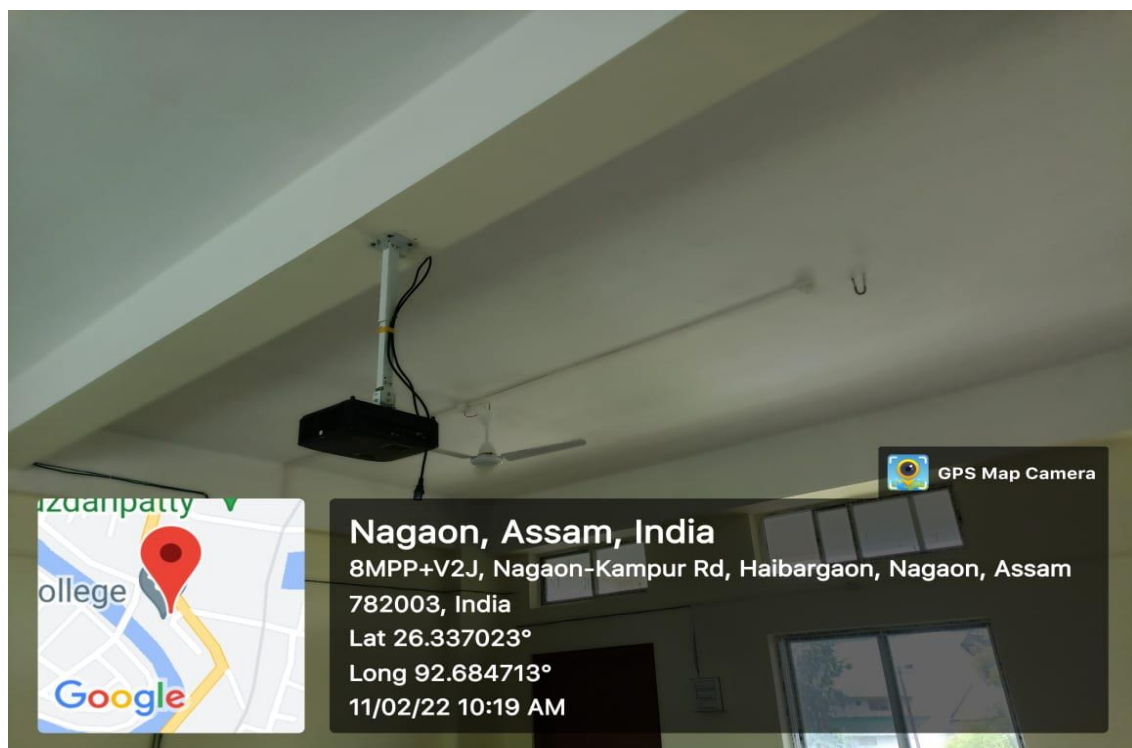 GPS Map Camera
ollege
Google
Nagaon, Assam, India
8MPP+V2J, Nagaon-Kampur Rd, Haibargaon, Nagaon, Assam
782003, India
Lat 26.337023°
Long 92.684713°
11/02/22 10:19 AM